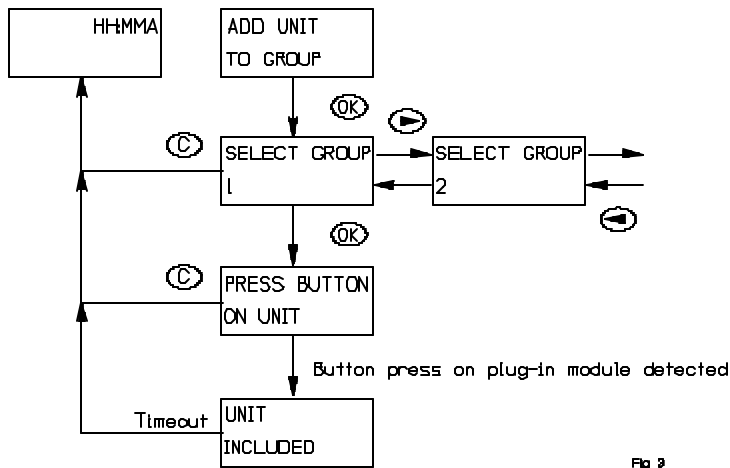 HH:MMA
ADD UNIT
TO GROUP
OK
C
SELECT GROUP
1
SELECT GROUP
2
OK
C
PRESS BUTTON
ON UNIT
Button press on plug-in module detected
Timeout
UNIT
INCLUDED
Fig